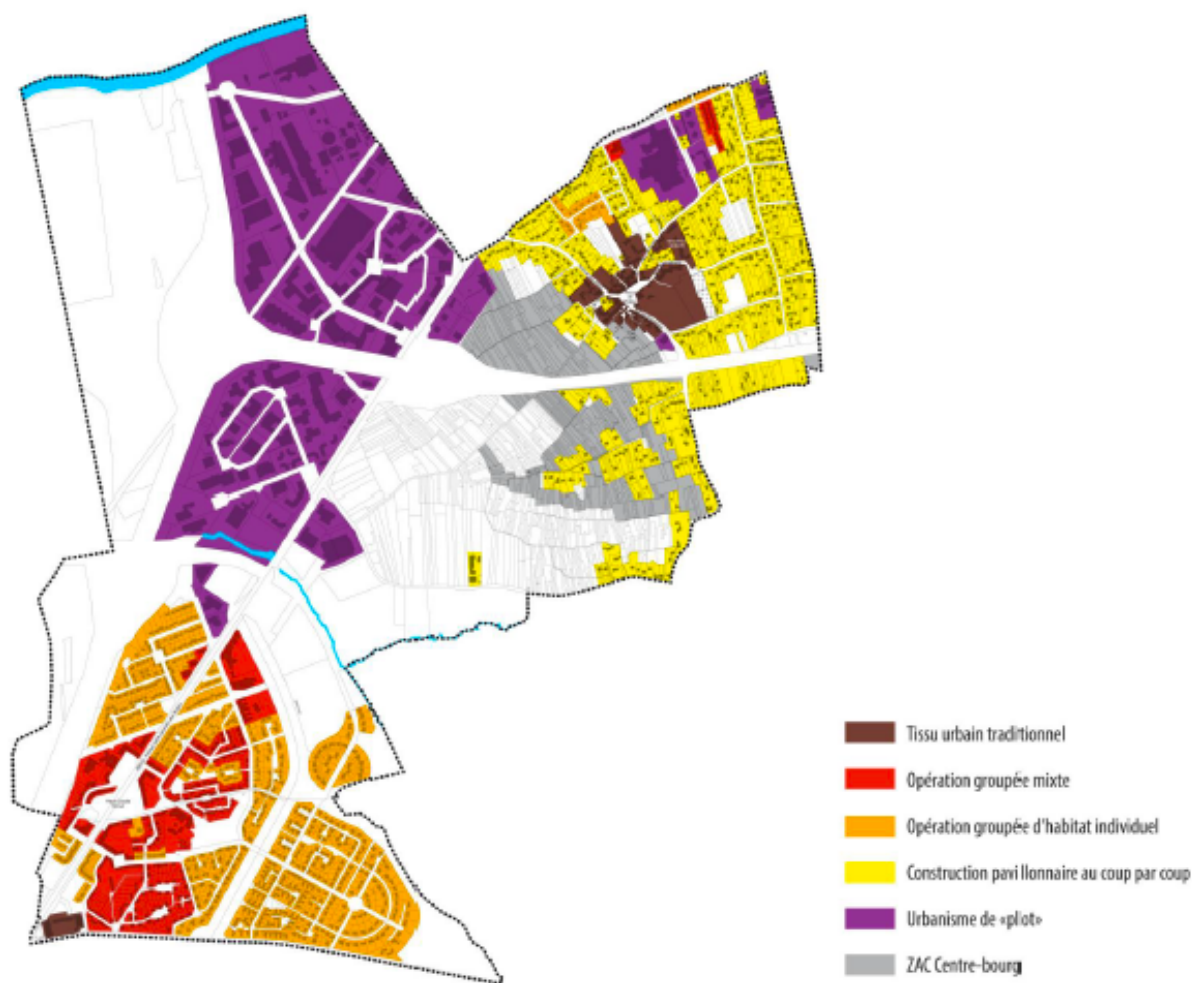 Tissu urbain traditionnel
Opération groupée mixte
Opération groupée d'habitat individuel
Construction pavillonnaire au coup par coup
Urbanisme de «plot»
ZAC Centre-bourg